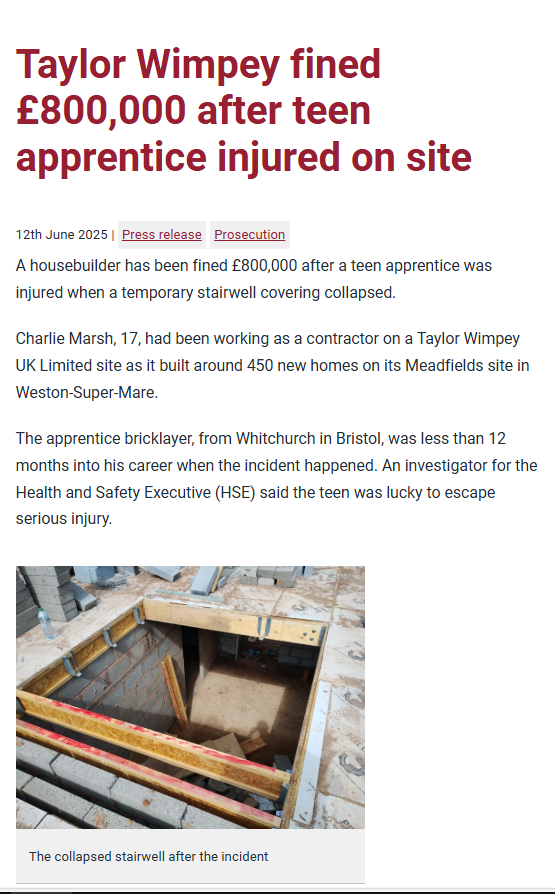 Taylor Wimpey fined
£800,000 after teen
apprentice injured on site
12th June 2025 | Press release Prosecution
A housebuilder has been fined £800,000 after a teen apprentice was
injured when a temporary stairwell covering collapsed.
Charlie Marsh, 17, had been working as a contractor on a Taylor Wimpey
UK Limited site as it built around 450 new homes on its Meadfields site in
Weston-Super-Mare.
The apprentice bricklayer, from Whitchurch in Bristol, was less than 12
months into his career when the incident happened. An investigator for the
Health and Safety Executive (HSE) said the teen was lucky to escape
serious injury.
The collapsed stairwell after the incident